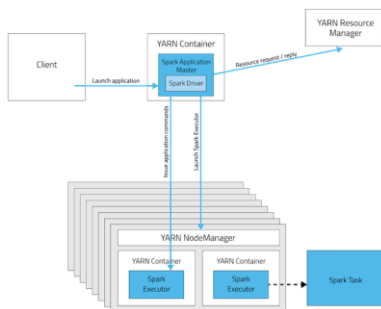 Client
YARN Container
Spark Application
Master
Spark Driver
YARN Resource
Manager
Launch application
Resource request / reply
Issue application commands
Launch Spark Executor
YARN NodeManager
YARN Container
Spark
Executor
YARN Container
Spark
Executor
Spark Task